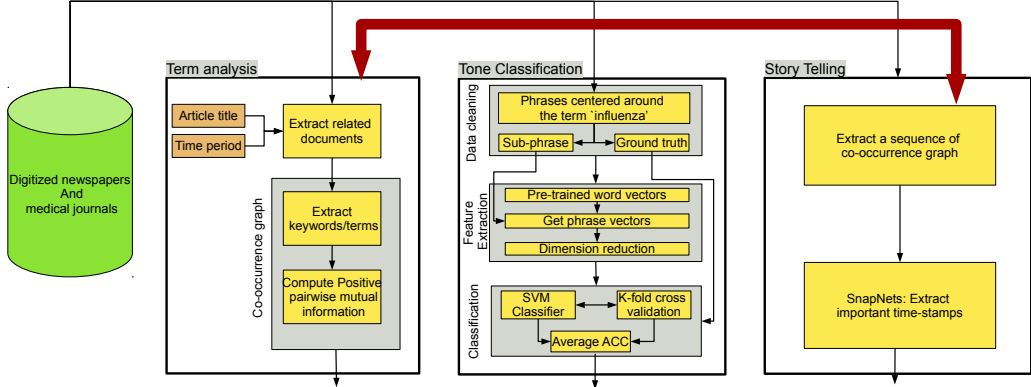 Digitized newspapers
And
medical journals
Term analysis
Article title
Time period
Extract related
documents
Co-occurrence graph
Extract
keywords/terms
Compute Positive
pairwise mutual
information
Tone Classification
Data cleaning
Phrases centered around
the term `influenza’
Sub-phrase
Ground truth
Feature
Extraction
Pre-trained word vectors
Get phrase vectors
Dimension reduction
Classification
SVM
Classifier
K-fold cross
validation
Average ACC
Story Telling
Extract a sequence of
co-occurrence graph
SnapNets: Extract
important time-stamps